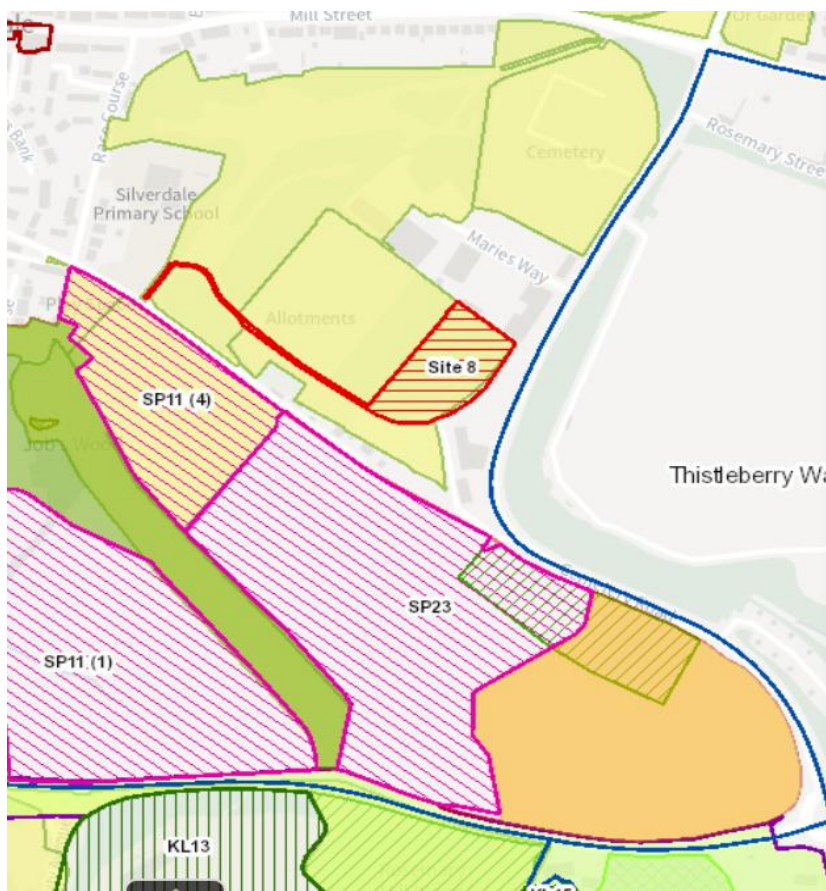 Mill Street
Race Course
Bank
Rosemary Street
Cemetery
Silverdale
Primary School
Maries Way
Allotments
Site 8
SP11 (4)
Thistleberry Wa
SP23
SP11 (1)
KL13